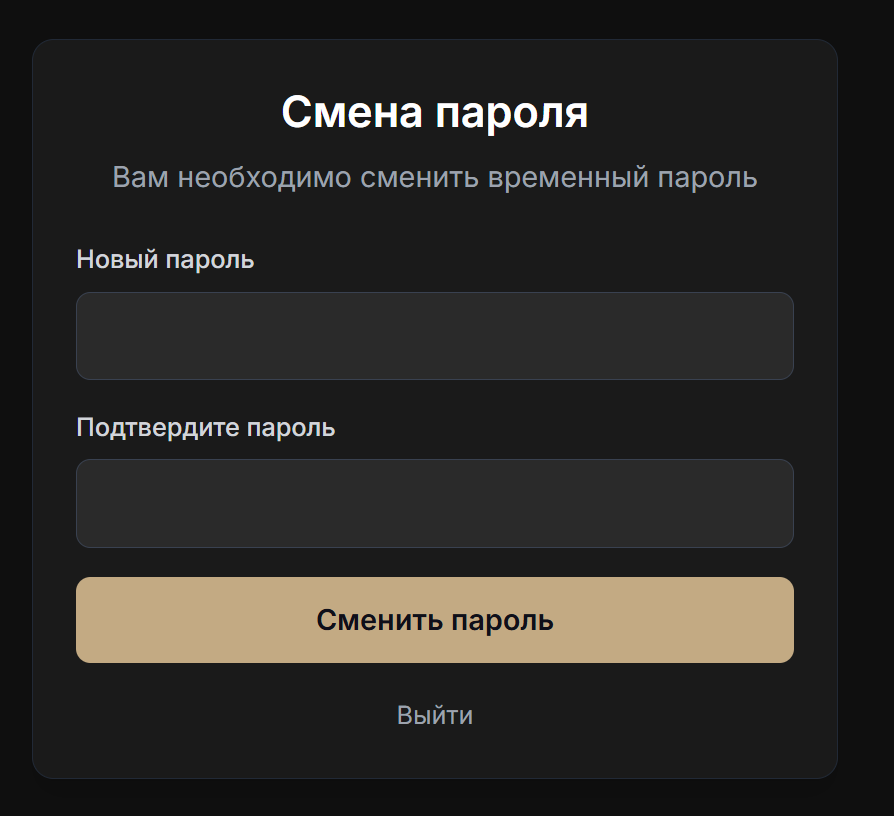 Смена пароля
Вам необходимо сменить временный пароль
Новый пароль
Подтвердите пароль
Сменить пароль
Выйти